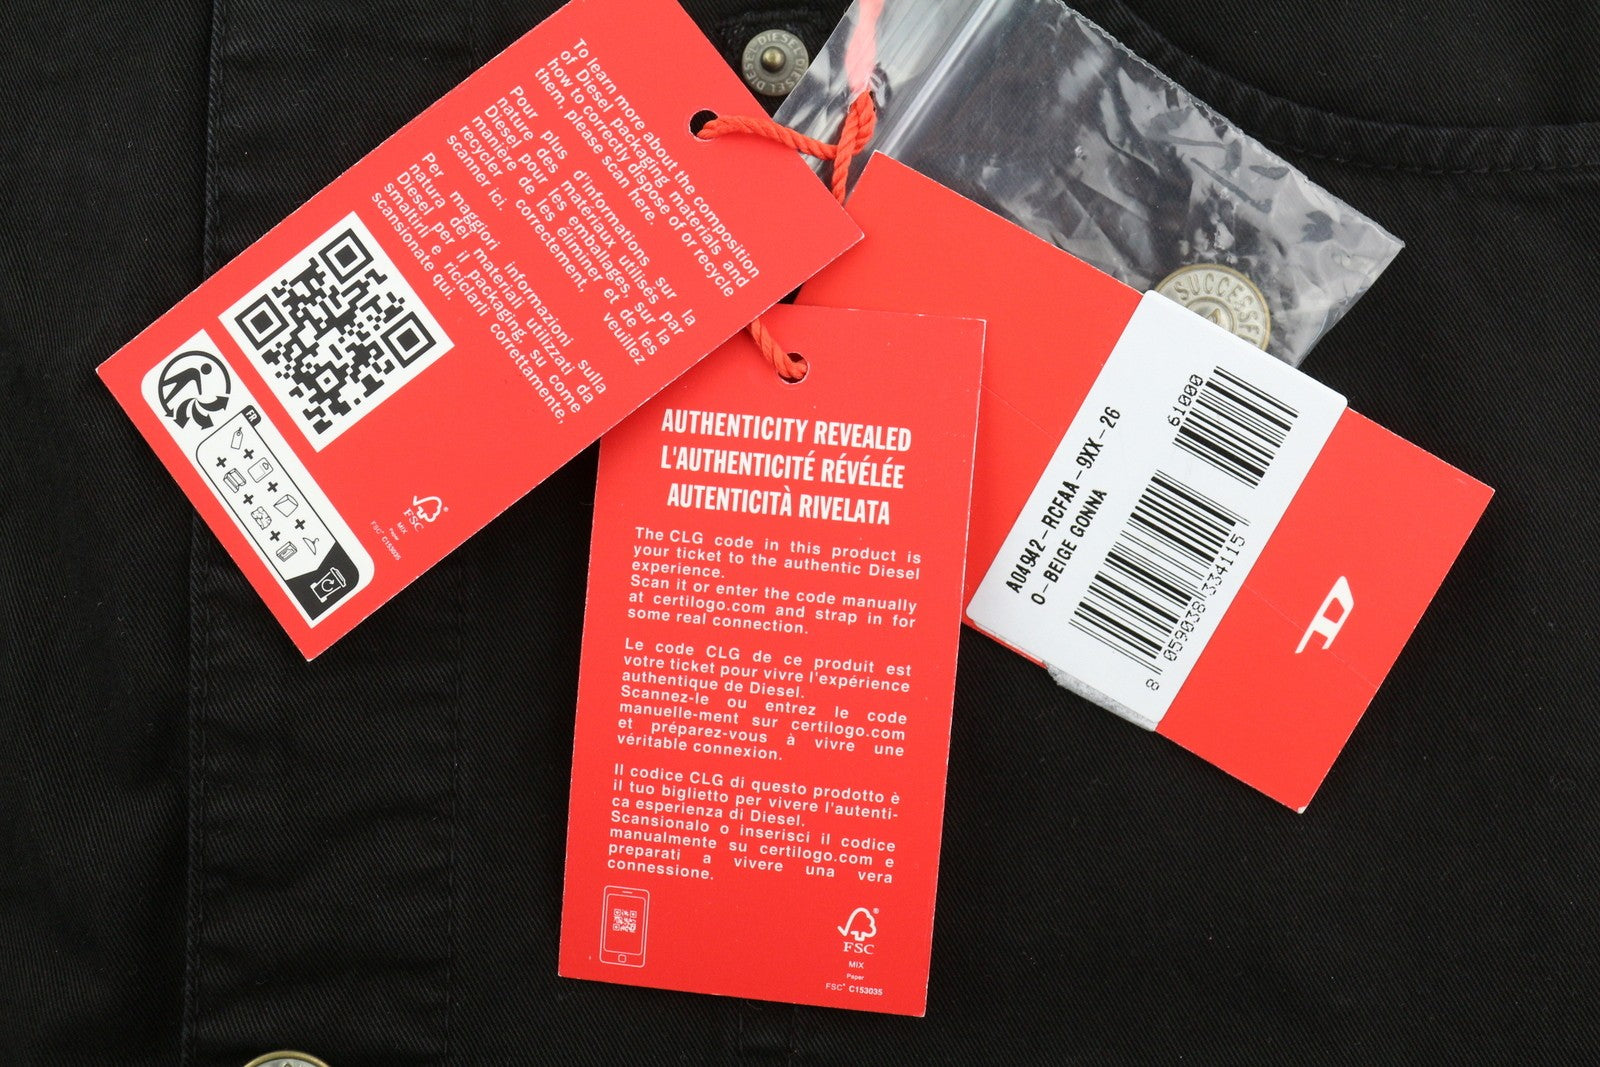 To learn more about the composition
of Diesel packaging materials and
how to correctly dispose of or recycle
them, please scan here.
Pour plus d'informations sur la
nature des matériaux utilisés par
Diesel pour les emballages, sur la
manière de les éliminer et de les
recycler correctement, veuillez
scanner ici.
Per maggiori informazioni sulla
natura dei materiali utilizzati da
Diesel per il packaging, su come
smaltirli e riciclarli correttamente,
scansionate qui.
FR
FSC
MIX
Paper
FSC® C153035
DIESEL DIESEL DIESEL
AUTHENTICITY REVEALED
L'AUTHENTICITÉ RÉVÉLÉE
AUTENTICITÀ RIVELATA
The CLG code in this product is
your ticket to the authentic Diesel
experience.
Scan it or enter the code manually
at certilogo.com and strap in for
some real connection.
Le code CLG de ce produit est
votre ticket pour vivre l'expérience
authentique de Diesel.
Scannez-le ou entrez le code
manuelle-ment sur certilogo.com
et préparez-vous à vivre une
véritable connexion.
Il codice CLG di questo prodotto è
il tuo biglietto per vivere l'autenti-
ca esperienza di Diesel.
Scansionalo o inserisci il codice
manualmente su certilogo.com e
preparati a vivere una vera
connessione.
FSC
MIX
Paper
FSC® C153035
SUCCESSF
A04942-RCFAA-9XX-26
O-BEIGE GONNA
61000
8 059038 334115
D